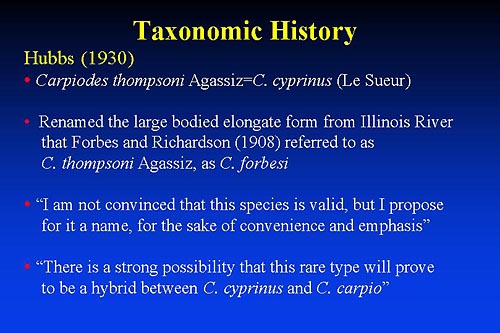 Taxonomic History
Hubbs (1930)
• Carpiodes thompsoni Agassiz=C. cyprinus (Le Sueur)
• Renamed the large bodied elongate form from Illinois River
that Forbes and Richardson (1908) referred to as
C. thompsoni Agassiz, as C. forbesi
• “I am not convinced that this species is valid, but I propose
for it a name, for the sake of convenience and emphasis”
• “There is a strong possibility that this rare type will prove
to be a hybrid between C. cyprinus and C. carpio”